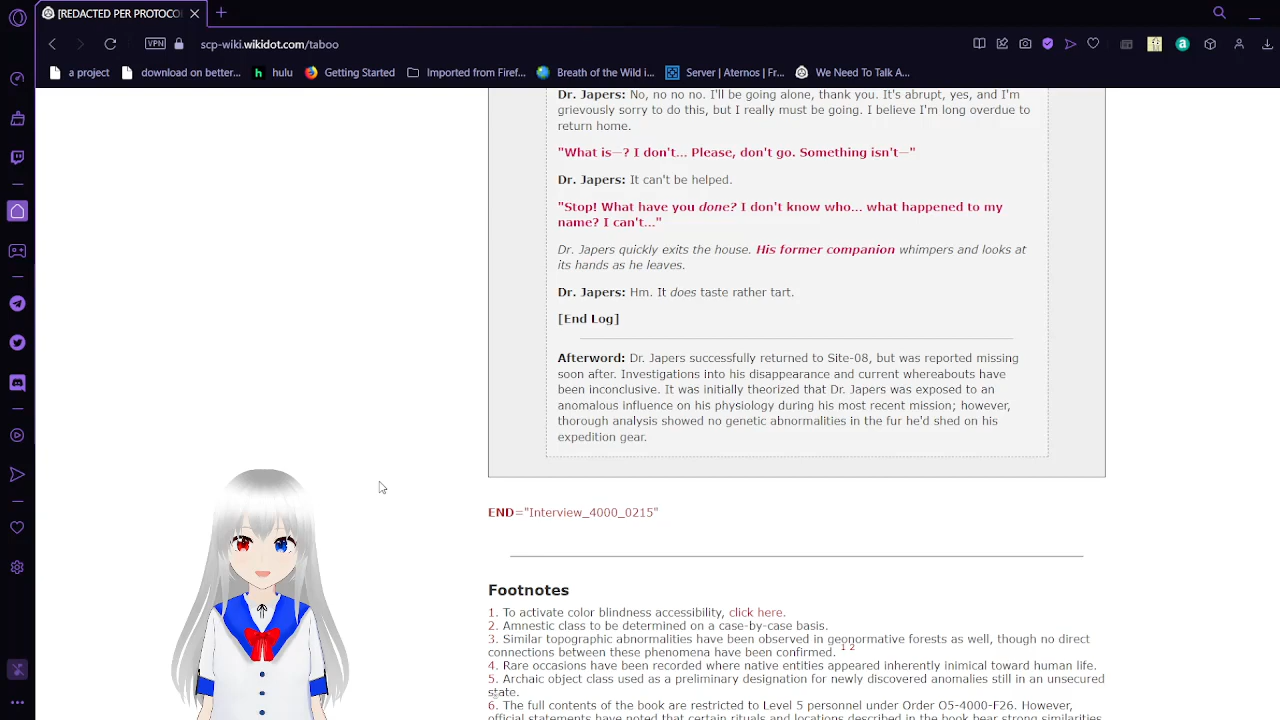 [REDACTED PER PROTOCO
VPN
scp-wiki.wikidot.com/taboo
a project
download on better...
hulu
Getting Started
Imported from Firef...
Breath of the Wild i...
Server | Aternos | Fr...
We Need To Talk A...
Dr. Japers: No, no no no. I'll be going alone, thank you. It's abrupt, yes, and I'm
grievously sorry to do this, but I really must be going. I believe I'm long overdue to
return home.
"What is—? I don't... Please, don't go. Something isn't—"
Dr. Japers: It can't be helped.
"Stop! What have you done? I don't know who... what happened to my
name? I can't..."
Dr. Japers quickly exits the house. His former companion whimpers and looks at
its hands as he leaves.
Dr. Japers: Hm. It does taste rather tart.
[End Log]
Afterword: Dr. Japers successfully returned to Site-08, but was reported missing
soon after. Investigations into his disappearance and current whereabouts have
been inconclusive. It was initially theorized that Dr. Japers was exposed to an
anomalous influence on his physiology during his most recent mission; however,
thorough analysis showed no genetic abnormalities in the fur he'd shed on his
expedition gear.
END="Interview_4000_0215"
Footnotes
1. To activate color blindness accessibility, click here.
2. Amnestic class to be determined on a case-by-case basis.
3. Similar topographic abnormalities have been observed in geonormative forests as well, though no direct
connections between these phenomena have been confirmed. 1 2
4. Rare occasions have been recorded where native entities appeared inherently inimical toward human life.
5. Archaic object class used as a preliminary designation for newly discovered anomalies still in an unsecured
state.
6. The full contents of the book are restricted to Level 5 personnel under Order O5-4000-F26. However,
official statements have noted that certain rituals and locations described in the book bear strong similarities